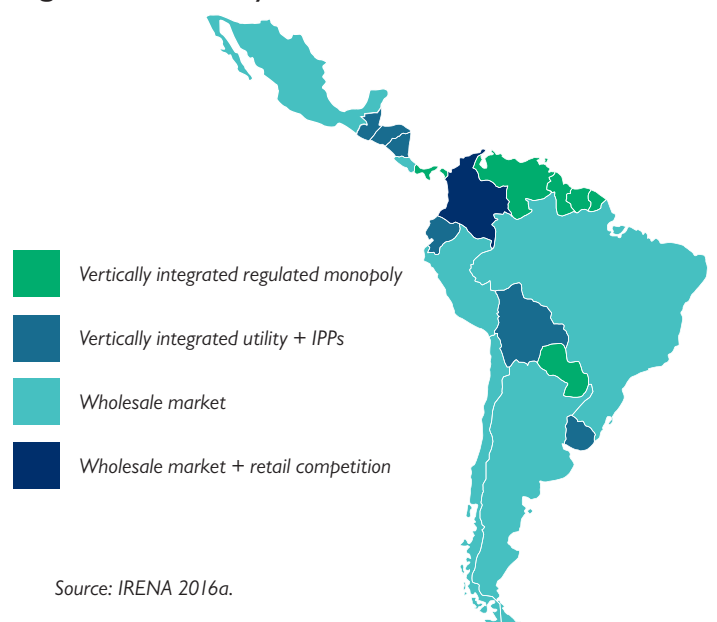 Vertically integrated regulated monopoly
Vertically integrated utility + IPPs
Wholesale market
Wholesale market + retail competition
Source: IRENA 2016a.